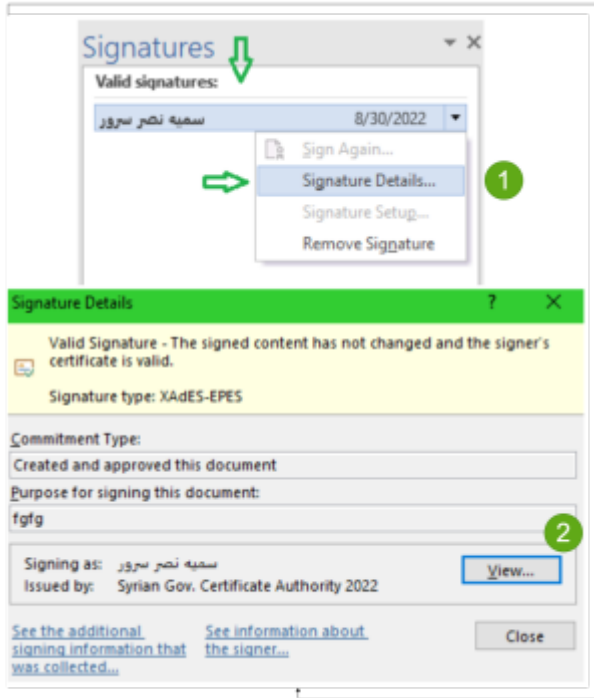 Signatures
Valid signatures:
سميه نصر سرور 8/30/2022
Sign Again...
Signature Details...
1
Signature Setup...
Remove Signature
Signature Details ?
Valid Signature - The signed content has not changed and the signer's
certificate is valid.
Signature type: XAdES-EPES
Commitment Type:
Created and approved this document
Purpose for signing this document:
fgfg
2
Signing as: سميه نصر سرور
View...
Issued by: Syrian Gov. Certificate Authority 2022
See the additional
signing information that
was collected...
See information about
the signer...
Close